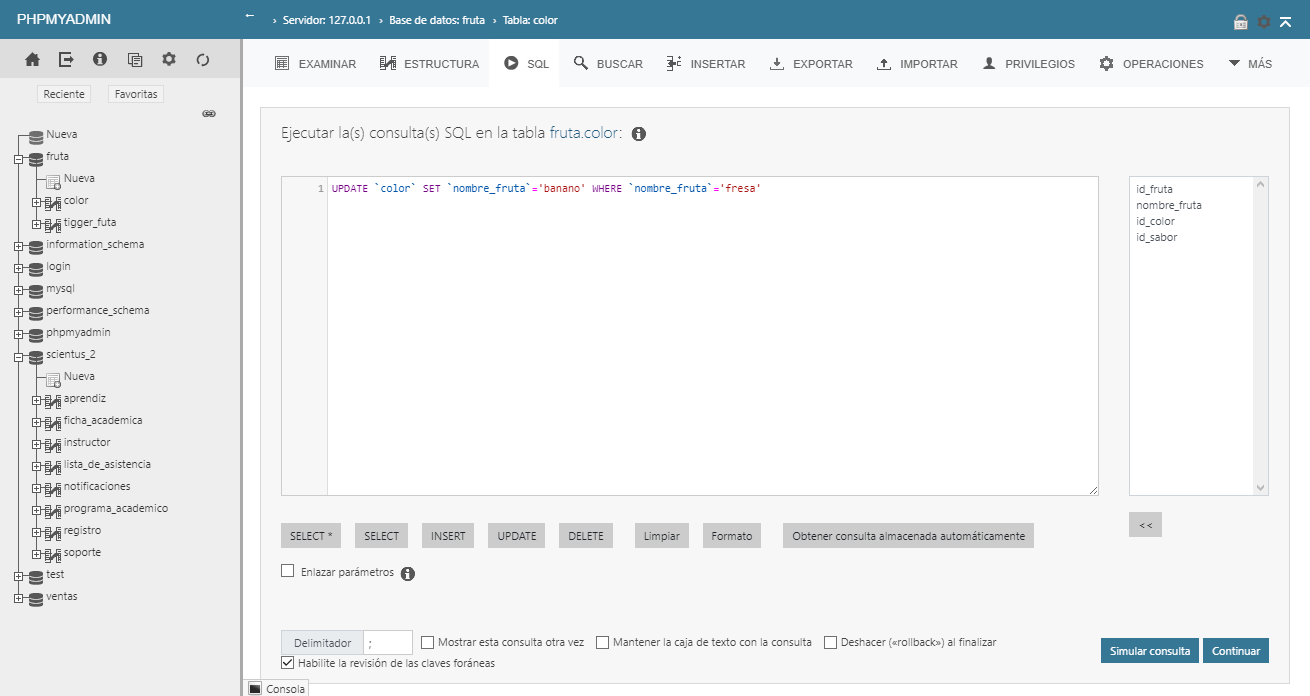 PHPMYADMIN
← › Servidor: 127.0.0.1 › Base de datos: fruta › Tabla: color
EXAMINAR ESTRUCTURA SQL BUSCAR INSERTAR EXPORTAR IMPORTAR PRIVILEGIOS OPERACIONES MÁS
Reciente Favoritas
Nueva
fruta
Nueva
color
tigger_futa
information_schema
login
mysql
performance_schema
phpmyadmin
scientus_2
Nueva
aprendiz
ficha_academica
instructor
lista_de_asistencia
notificaciones
programa_academico
registro
soporte
test
ventas
Ejecutar la(s) consulta(s) SQL en la tabla fruta.color:
1 UPDATE `color` SET `nombre_fruta`='banano' WHERE `nombre_fruta`='fresa'
id_fruta
nombre_fruta
id_color
id_sabor
<<
SELECT * SELECT INSERT UPDATE DELETE Limpiar Formato Obtener consulta almacenada automáticamente
Enlazar parámetros
Delimitador ; Mostrar esta consulta otra vez Mantener la caja de texto con la consulta Deshacer («rollback») al finalizar
Habilite la revisión de las claves foráneas
Simular consulta Continuar
Consola